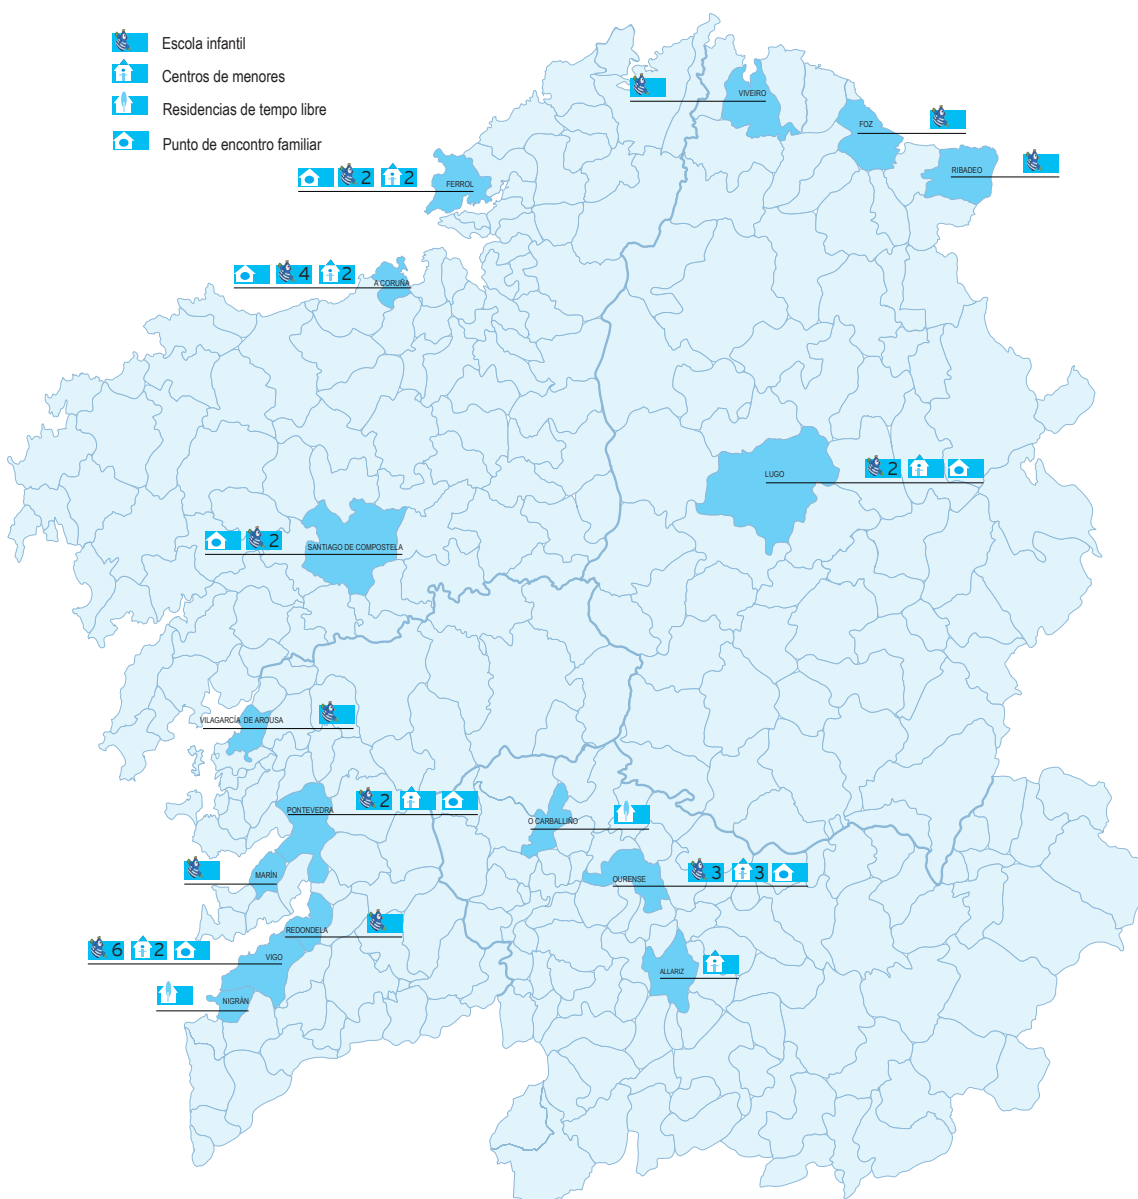 Escola infantil
Centros de menores
Residencias de tempo libre
Punto de encontro familiar
VIVEIRO
FOZ
RIBADEO
2 2
FERROL
4 2
A CORUÑA
LUGO
2
2
SANTIAGO DE COMPOSTELA
VILAGARCÍA DE AROUSA
2
PONTEVEDRA
O CARBALLIÑO
MARÍN
3 3
OURENSE
REDONDELA
6 2
VIGO
ALLARIZ
NIGRÁN